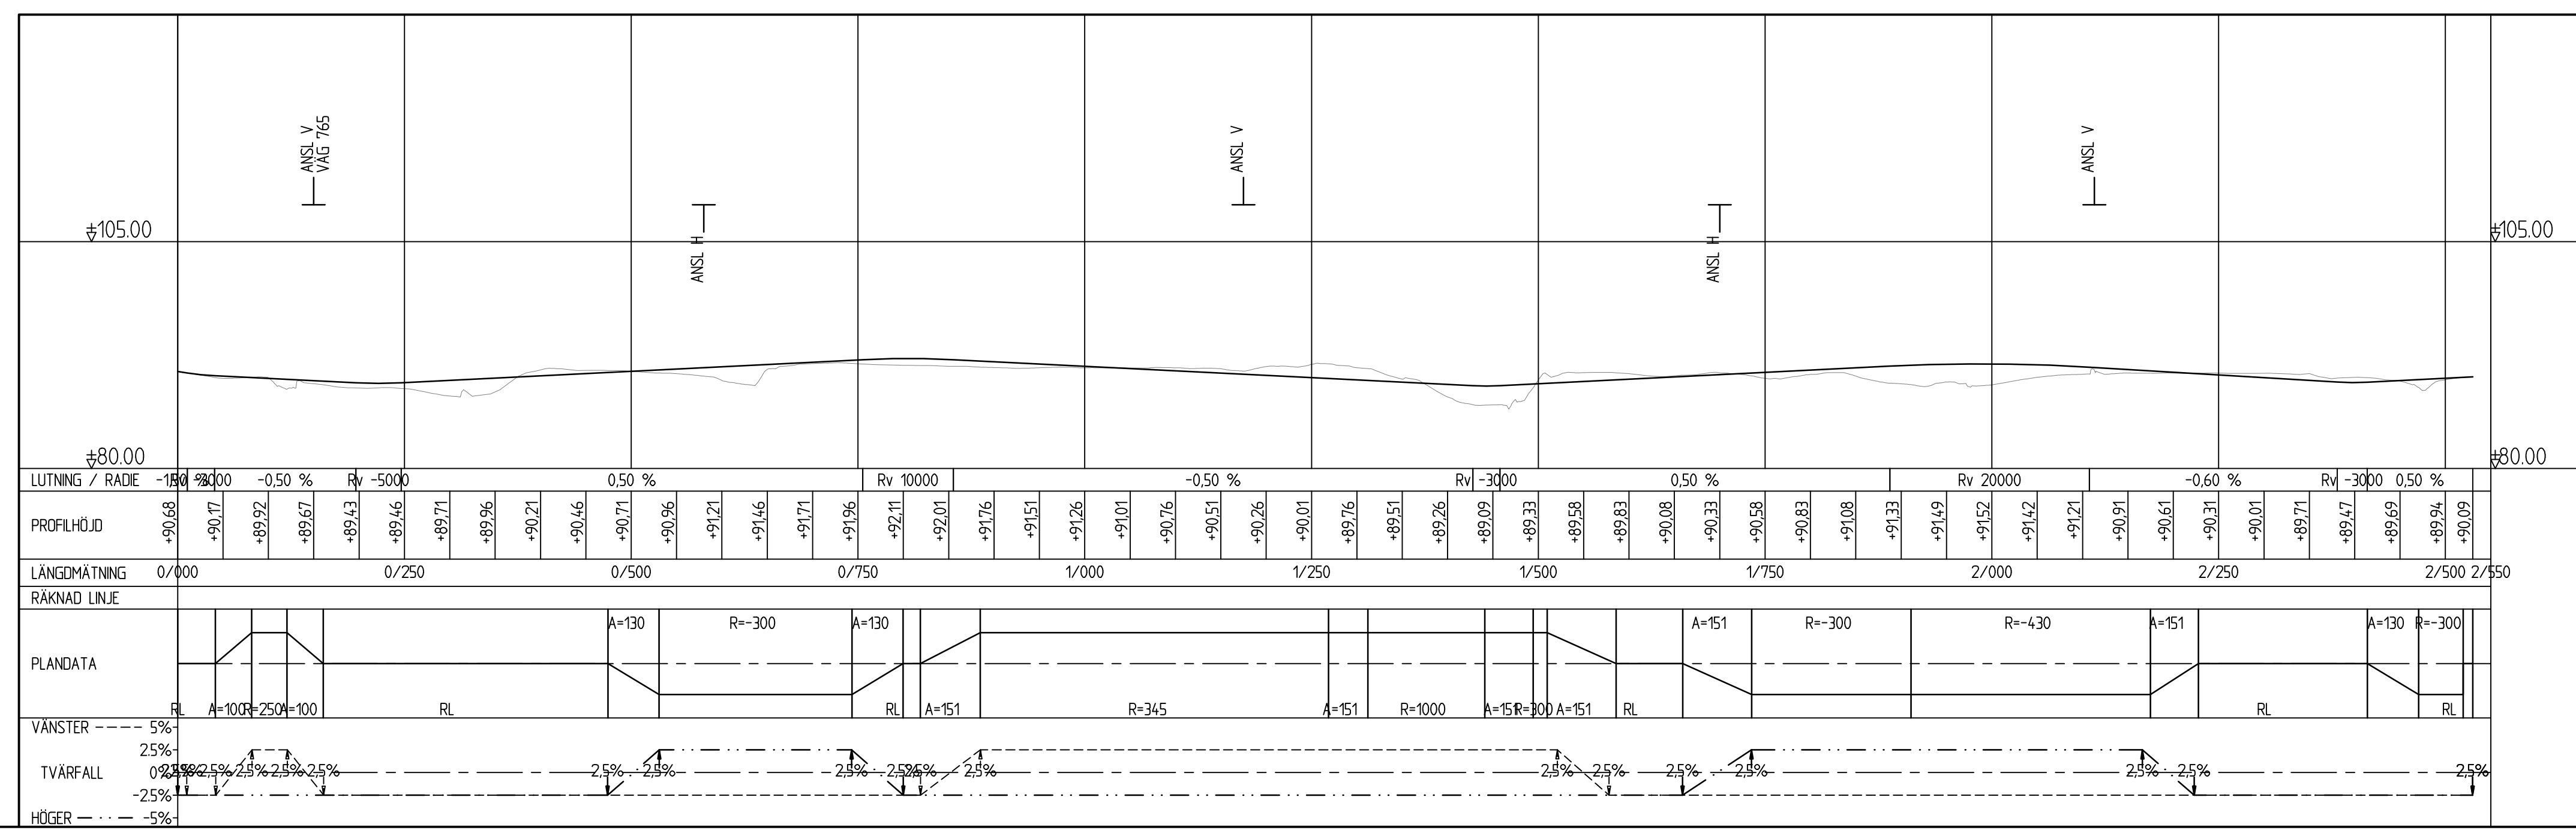 ANSL V
VÄG 765
ANSL V
ANSL V
ANSL H
ANSL H
±105.00 ±105.00
±80.00 ±80.00
LUTNING / RADIE -0,50 % Rv -5000 0,50 % Rv 10000 -0,50 % Rv -3000 0,50 % Rv 20000 -0,60 % Rv -3000 0,50 %
PROFILHÖJD +90,68 +90,17 +89,92 +89,67 +89,43 +89,46 +89,71 +89,96 +90,21 +90,46 +90,71 +90,96 +91,21 +91,46 +91,71 +91,96 +92,11 +92,01 +91,76 +91,51 +91,26 +91,01 +90,76 +90,51 +90,26 +90,01 +89,76 +89,51 +89,26 +89,09 +89,33 +89,58 +89,83 +90,08 +90,33 +90,58 +90,83 +91,08 +91,33 +91,49 +91,52 +91,42 +91,21 +90,91 +90,61 +90,31 +90,01 +89,71 +89,47 +89,69 +89,94 +90,09
LÄNGDMÄTNING 0/000 0/250 0/500 0/750 1/000 1/250 1/500 1/750 2/000 2/250 2/500 2/550
RÄKNAD LINJE
A=130 R=-300 A=130 A=151 R=-300 R=-430 A=151 A=130 R=-300
PLANDATA
RL A=100 R=250 A=100 RL RL A=151 R=345 A=151 R=1000 A=151 R=300 A=151 RL RL RL
VÄNSTER 5%
2.5%
TVÄRFALL 0% 2,5% 2,5% 2,5% 2,5% 2,5% 2,5% 2,5% 2,5% 2,5% 2,5% 2,5% 2,5% 2,5% 2,5% 2,5% 2,5% 2,5%
-2.5%
HÖGER -5%